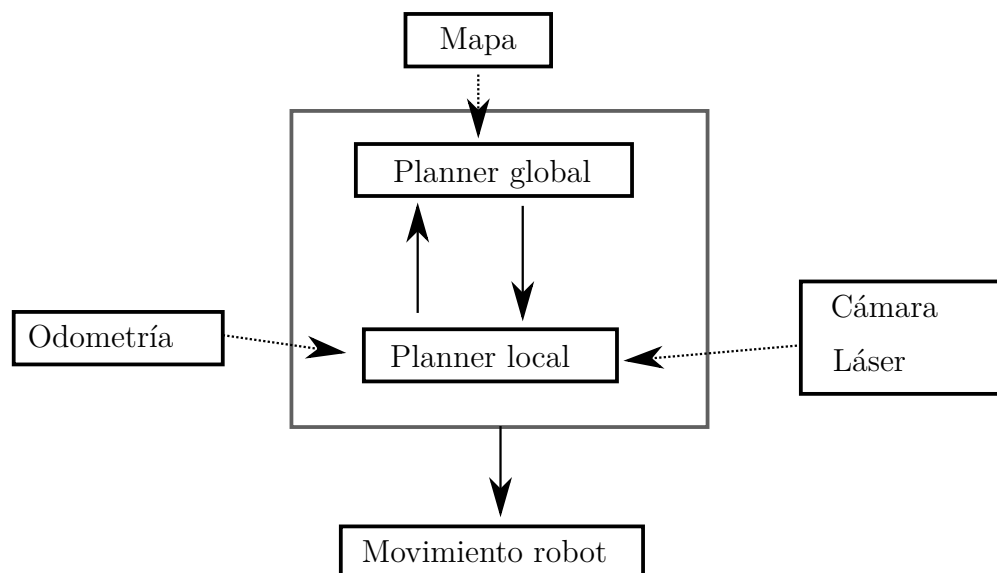 Mapa
Planner global
Odometría
Planner local
Cámara
Láser
Movimiento robot